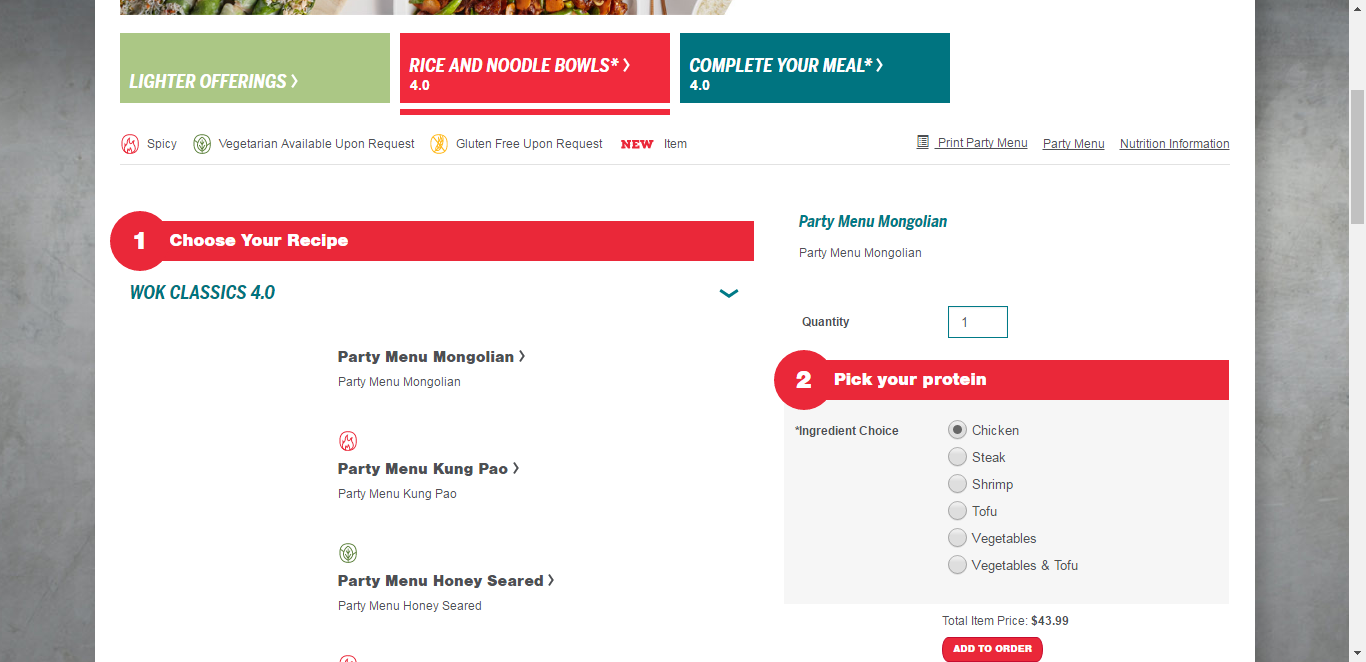 LIGHTER OFFERINGS >
RICE AND NOODLE BOWLS* >
4.0
COMPLETE YOUR MEAL* >
4.0
Spicy
Vegetarian Available Upon Request
Gluten Free Upon Request
NEW Item
Print Party Menu
Party Menu
Nutrition Information
1 Choose Your Recipe
WOK CLASSICS 4.0
Party Menu Mongolian >
Party Menu Mongolian
Party Menu Kung Pao >
Party Menu Kung Pao
Party Menu Honey Seared >
Party Menu Honey Seared
Party Menu Mongolian
Party Menu Mongolian
Quantity 1
2 Pick your protein
*Ingredient Choice
Chicken
Steak
Shrimp
Tofu
Vegetables
Vegetables & Tofu
Total Item Price: $43.99
ADD TO ORDER